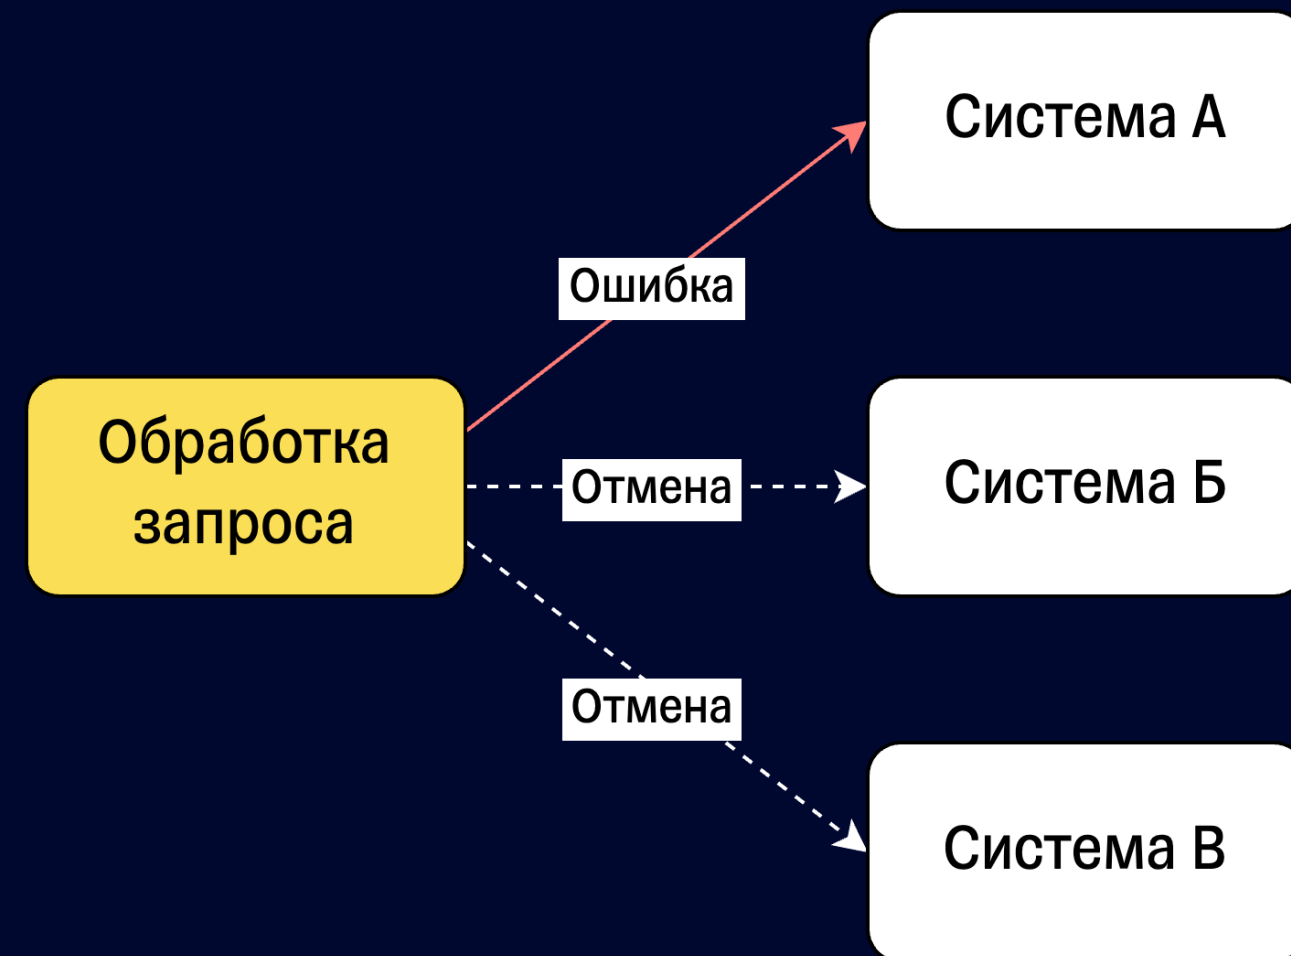 Система А
Ошибка
Обработка
запроса
Отмена
Система Б
Отмена
Система В